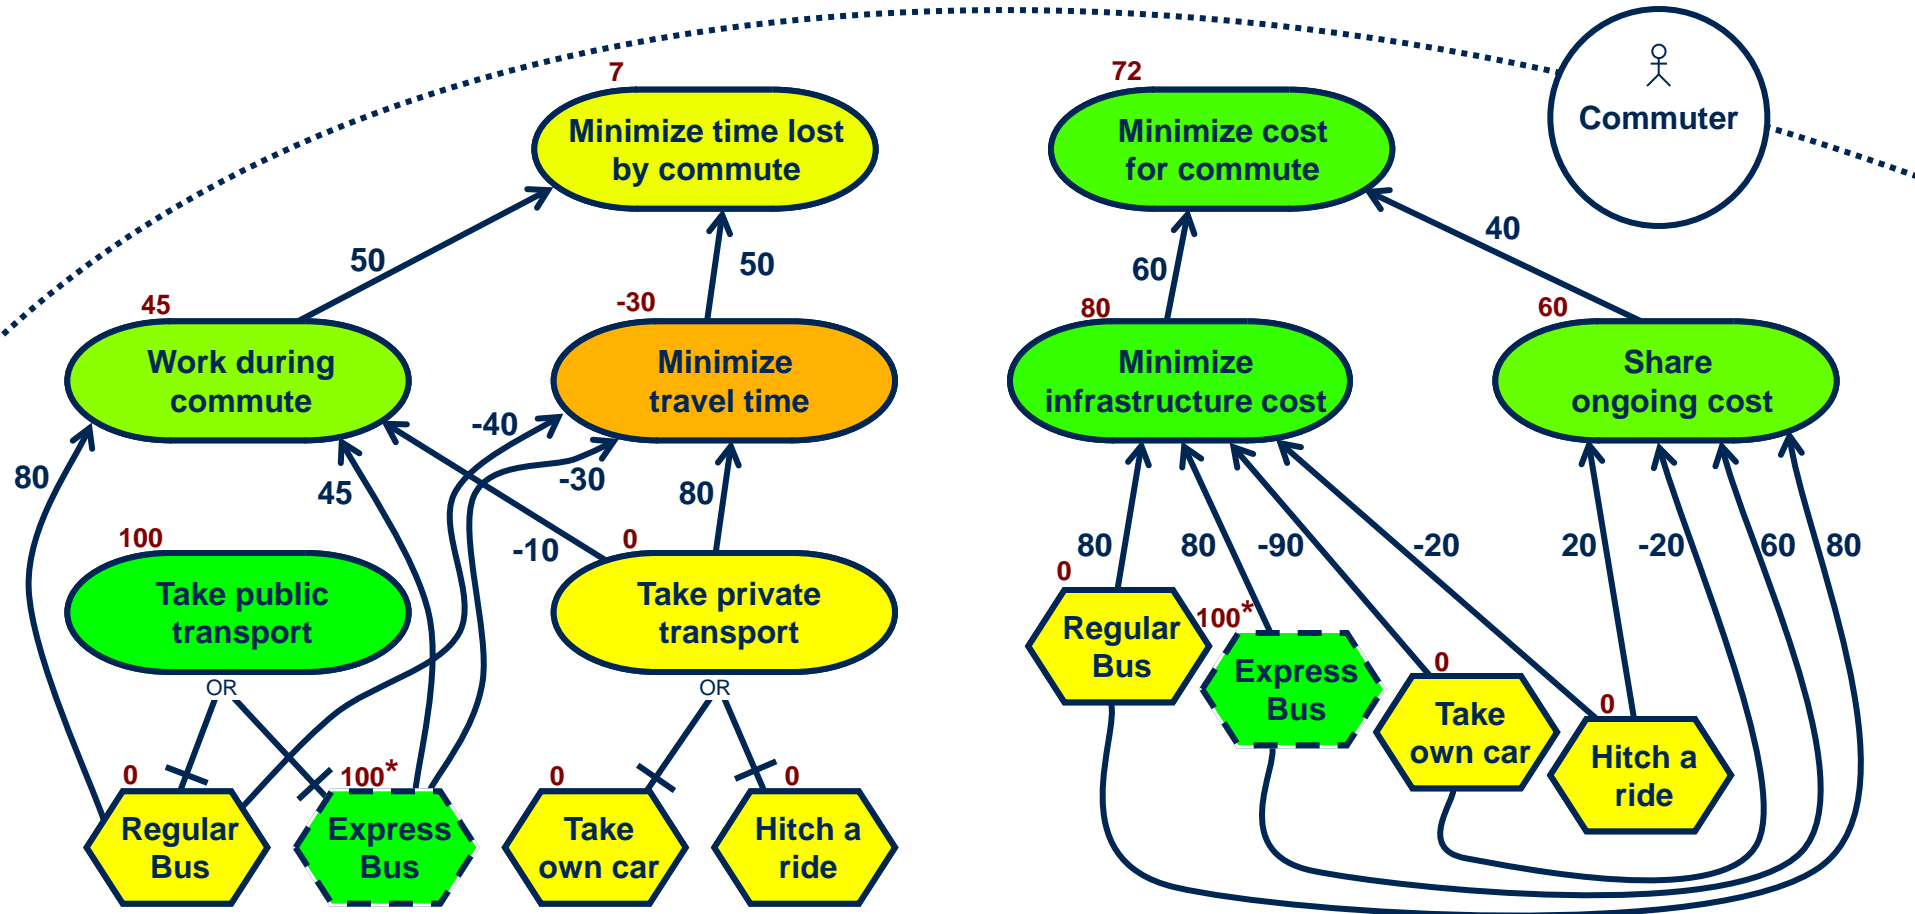 7
72
Minimize time lost
by commute
Minimize cost
for commute
Commuter
50
50
60
40
45
-30
80
60
Work during
commute
Minimize
travel time
Minimize
infrastructure cost
Share
ongoing cost
80
45
-40
-30
80
-10
100
0
Take public
transport
Take private
transport
80
80
-90
-20
20
-20
60
80
0
Regular
Bus
100*
Express
Bus
0
Take
own car
0
Hitch a
ride
OR
OR
0
Regular
Bus
100*
Express
Bus
0
Take
own car
0
Hitch a
ride